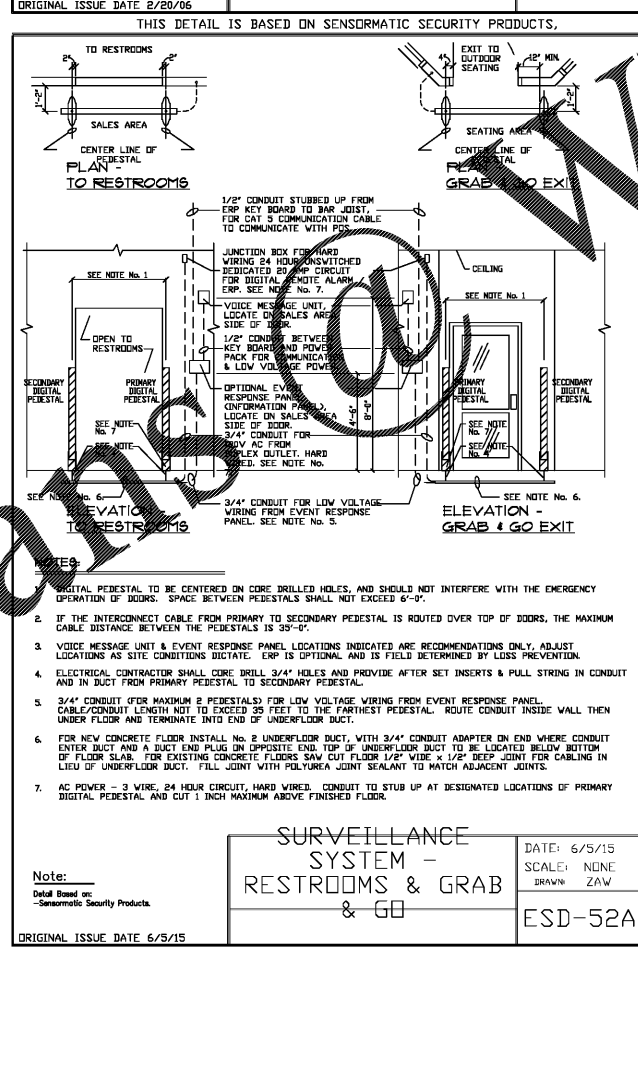 ORIGINAL ISSUE DATE 2/20/06
THIS DETAIL IS BASED ON SENSORMATIC SECURITY PRODUCTS,
TO RESTROOMS
2"
2"
1'-2"
SALES AREA
CENTER LINE OF
PEDESTAL
PLAN -
TO RESTROOMS
EXIT TO
OUTDOOR
SEATING
4"
12" MIN.
1'-2"
SEATING AREA
CENTER LINE OF
PEDESTAL
PLAN -
GRAB & GO EXIT
1/2" CONDUIT STUBBED UP FROM
ERP KEY BOARD TO BAR JOIST,
FOR CAT 5 COMMUNICATION CABLE
TO COMMUNICATE WITH POS.
JUNCTION BOX FOR HARD
WIRING 24 HOUR UNSWITCHED
DEDICATED 20 AMP CIRCUIT
FOR DIGITAL REMOTE ALARM
ERP. SEE NOTE No. 7.
VOICE MESSAGE UNIT,
LOCATE ON SALES AREA
SIDE OF DOOR.
1/2" CONDUIT BETWEEN
KEY BOARD AND POWER
PACK FOR COMMUNICATION
& LOW VOLTAGE POWER.
OPTIONAL EVENT
RESPONSE PANEL
(INFORMATION PANEL),
LOCATE ON SALES AREA
SIDE OF DOOR.
3/4" CONDUIT FOR
120V AC FROM
DUPLEX OUTLET. HARD
WIRED. SEE NOTE No.
7.
3/4" CONDUIT FOR LOW VOLTAGE
WIRING FROM EVENT RESPONSE
PANEL. SEE NOTE No. 5.
SEE NOTE No. 1
OPEN TO
RESTROOMS
SECONDARY
DIGITAL
PEDESTAL
PRIMARY
DIGITAL
PEDESTAL
SEE NOTE
No. 7
SEE NOTE
No. 4
SEE NOTE No. 6.
ELEVATION -
TO RESTROOMS
4'-6"
8'-0"
CEILING
SEE NOTE No. 1
PRIMARY
DIGITAL
PEDESTAL
SECONDARY
DIGITAL
PEDESTAL
SEE NOTE
No. 7
SEE NOTE
No. 4
SEE NOTE No. 6.
ELEVATION -
GRAB & GO EXIT
NOTES:
1. DIGITAL PEDESTAL TO BE CENTERED ON CORE DRILLED HOLES, AND SHOULD NOT INTERFERE WITH THE EMERGENCY
OPERATION OF DOORS. SPACE BETWEEN PEDESTALS SHALL NOT EXCEED 6'-0".
2. IF THE INTERCONNECT CABLE FROM PRIMARY TO SECONDARY PEDESTAL IS ROUTED OVER TOP OF DOORS, THE MAXIMUM
CABLE DISTANCE BETWEEN THE PEDESTALS IS 35'-0".
3. VOICE MESSAGE UNIT & EVENT RESPONSE PANEL LOCATIONS INDICATED ARE RECOMMENDATIONS ONLY, ADJUST
LOCATIONS AS SITE CONDITIONS DICTATE. ERP IS OPTIONAL AND IS FIELD DETERMINED BY LOSS PREVENTION.
4. ELECTRICAL CONTRACTOR SHALL CORE DRILL 3/4" HOLES AND PROVIDE AFTER SET INSERTS & PULL STRING IN CONDUIT
AND IN DUCT FROM PRIMARY PEDESTAL TO SECONDARY PEDESTAL.
5. 3/4" CONDUIT (FOR MAXIMUM 2 PEDESTALS) FOR LOW VOLTAGE WIRING FROM EVENT RESPONSE PANEL.
CABLE/CONDUIT LENGTH NOT TO EXCEED 35 FEET TO THE FARTHEST PEDESTAL. ROUTE CONDUIT INSIDE WALL THEN
UNDER FLOOR AND TERMINATE INTO END OF UNDERFLOOR DUCT.
6. FOR NEW CONCRETE FLOOR INSTALL No. 2 UNDERFLOOR DUCT, WITH 3/4" CONDUIT ADAPTER ON END WHERE CONDUIT
ENTER DUCT AND A DUCT END PLUG ON OPPOSITE END. TOP OF UNDERFLOOR DUCT TO BE LOCATED BELOW BOTTOM
OF FLOOR SLAB. FOR EXISTING CONCRETE FLOORS SAW CUT FLOOR 1/2" WIDE x 1/2" DEEP JOINT FOR CABLING IN
LIEU OF UNDERFLOOR DUCT. FILL JOINT WITH POLYUREA JOINT SEALANT TO MATCH ADJACENT JOINTS.
7. AC POWER - 3 WIRE, 24 HOUR CIRCUIT, HARD WIRED. CONDUIT TO STUB UP AT DESIGNATED LOCATIONS OF PRIMARY
DIGITAL PEDESTAL AND CUT 1 INCH MAXIMUM ABOVE FINISHED FLOOR.
Note:
Detail Based on:
-Sensormatic Security Products.
ORIGINAL ISSUE DATE 6/5/15
SURVEILLANCE
SYSTEM -
RESTROOMS & GRAB
& GO
DATE: 6/5/15
SCALE: NONE
DRAWN: ZAW
ESD-52A
ans @ W